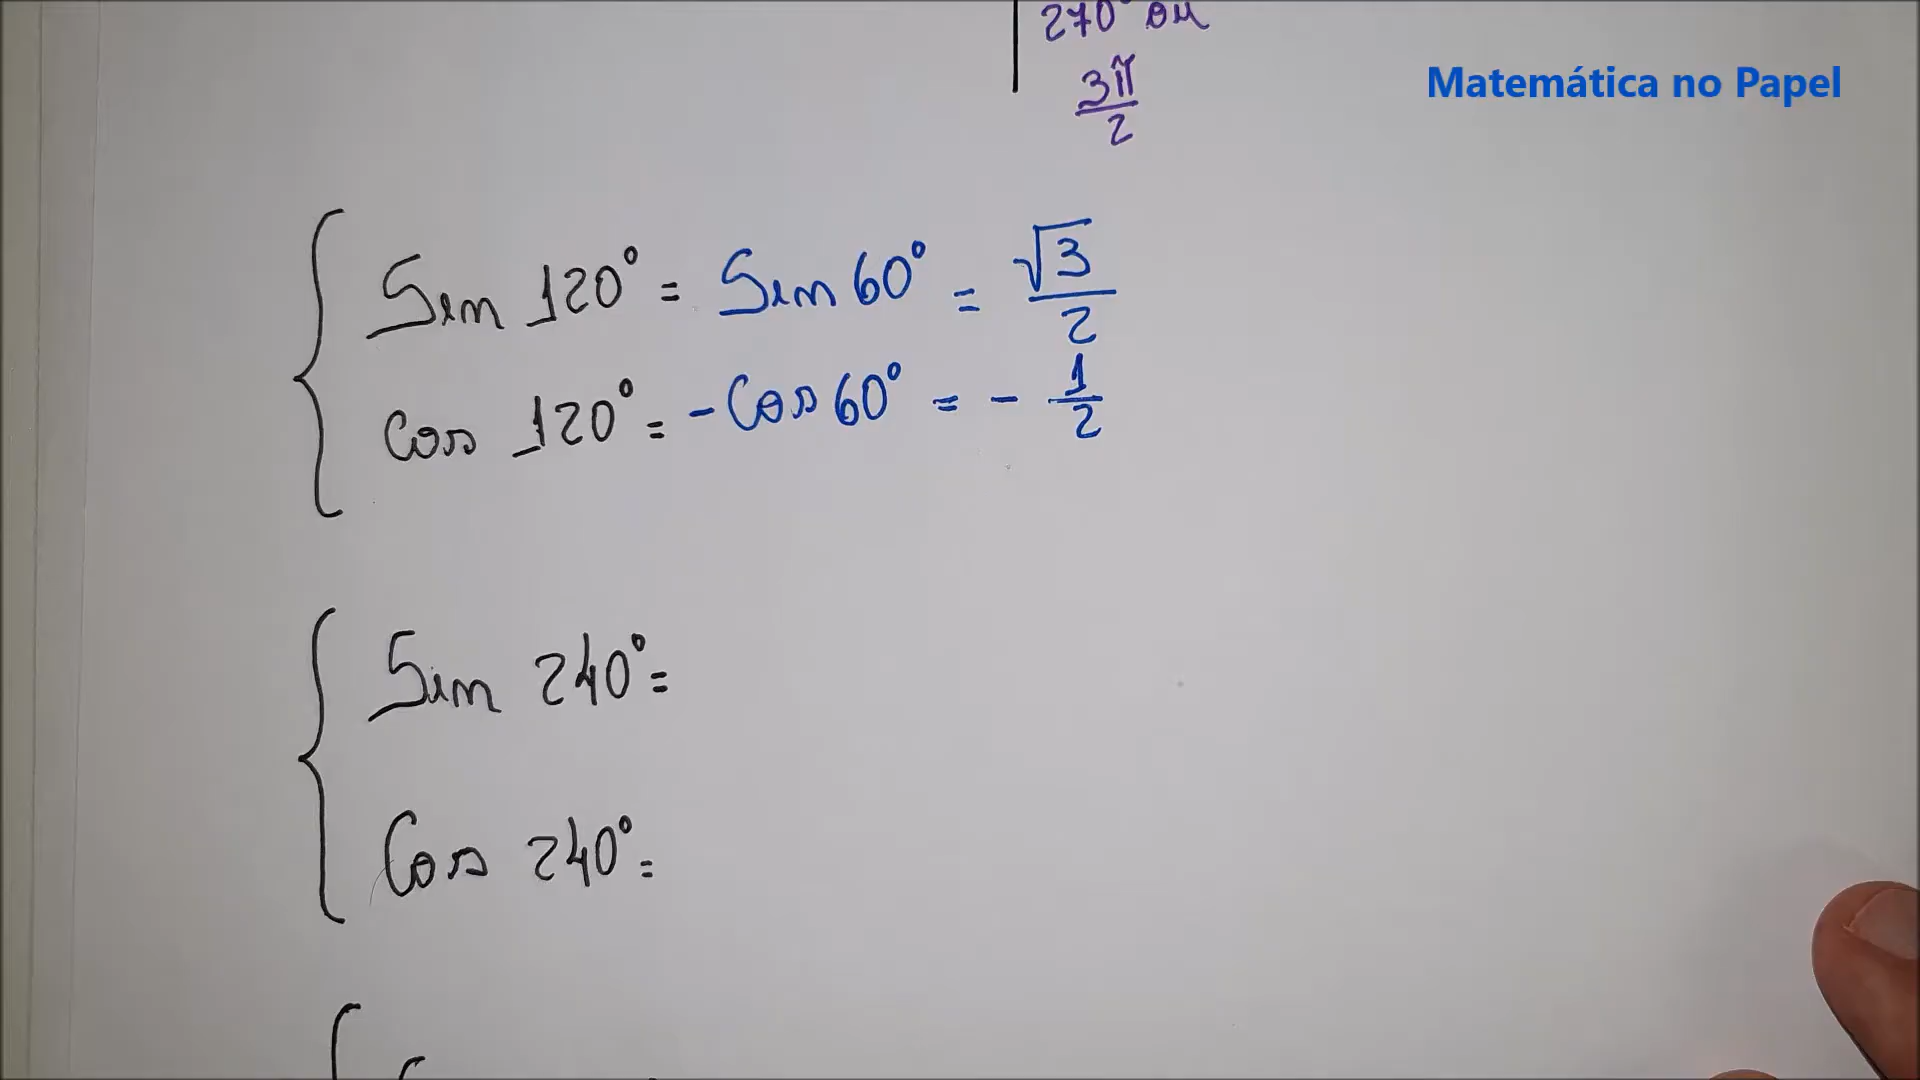 270° ou
3π/2
Matemática no Papel
Sen 120° = Sen 60° = √3/2
Cos 120° = -Cos 60° = - 1/2
Sen 240° =
Cos 240° =